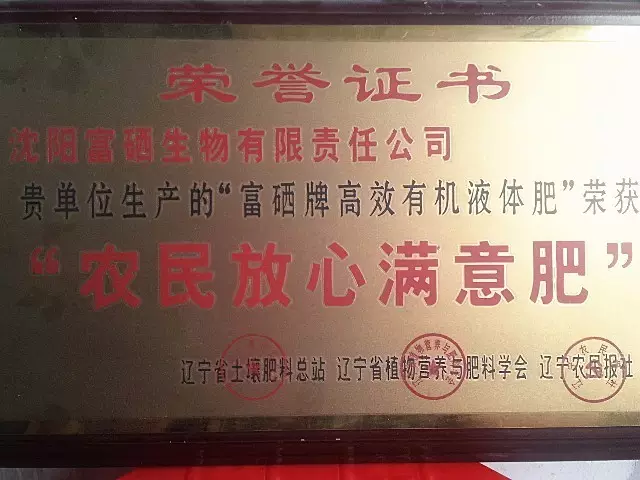 荣誉证书
沈阳富硒生物有限责任公司
贵单位生产的“富硒牌高效有机液体肥”荣获
“农民放心满意肥”
辽宁省土壤肥料总站 辽宁省植物营养与肥料学会 辽宁农民报社